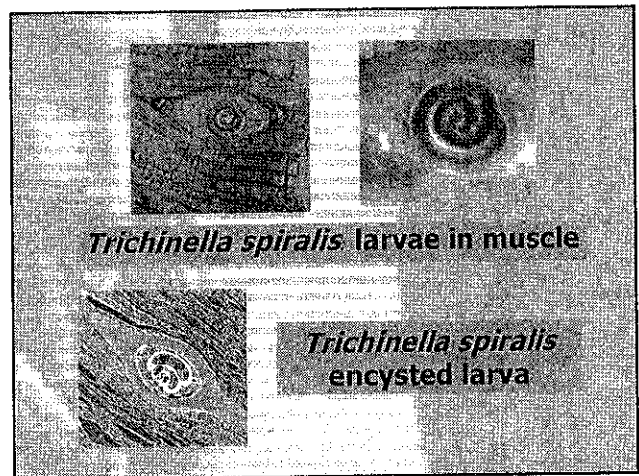 Trichinella spiralis larvae in muscle
Trichinella spiralis
encysted larva